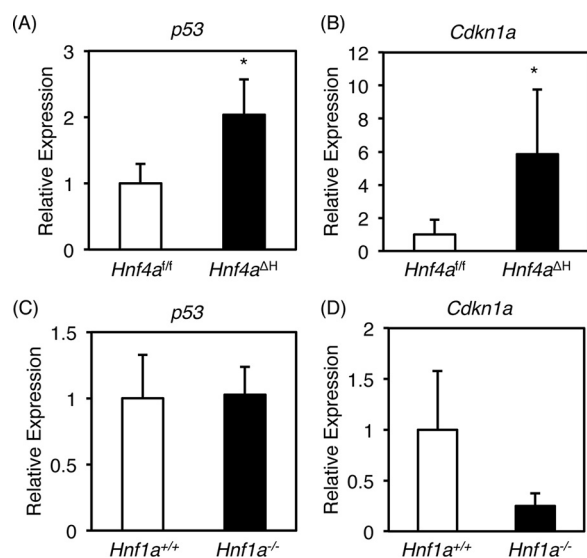 (A)
p53
Relative Expression
3
2
1
0
*
Hnf4a^f/f
Hnf4a^ΔH
(B)
Cdkn1a
Relative Expression
12
10
8
6
4
2
0
*
Hnf4a^f/f
Hnf4a^ΔH
(C)
p53
Relative Expression
1.5
1
0.5
0
Hnf1a^+/+
Hnf1a^-/-
(D)
Cdkn1a
Relative Expression
2
1.5
1
0.5
0
Hnf1a^+/+
Hnf1a^-/-